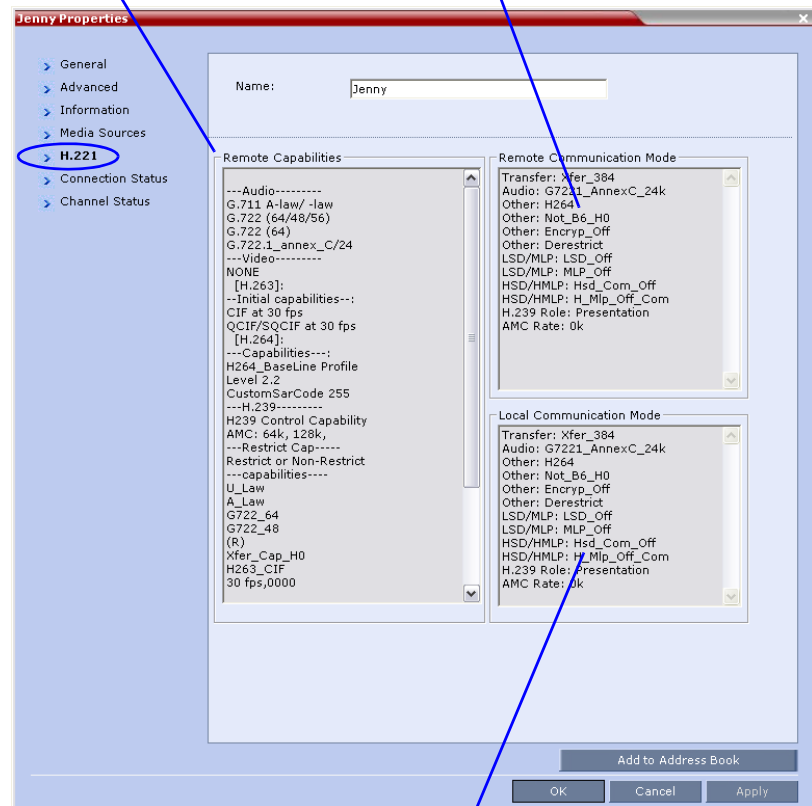 Jenny Properties
General
Advanced
Information
Media Sources
H.221
Connection Status
Channel Status
Name:
Jenny
Remote Capabilities
---Audio---------
G.711 A-law/ -law
G.722 (64/48/56)
G.722 (64)
G.722.1_annex_C/24
---Video---------
NONE
[H.263]:
--Initial capabilities--:
CIF at 30 fps
QCIF/SQCIF at 30 fps
[H.264]:
---Capabilities---:
H264_BaseLine Profile
Level 2.2
CustomSarCode 255
---H.239---------
H239 Control Capability
AMC: 64k, 128k,
---Restrict Cap-----
Restrict or Non-Restrict
---capabilities----
U_Law
A_Law
G722_64
G722_48
(R)
Xfer_Cap_H0
H263_CIF
30 fps,0000
Remote Communication Mode
Transfer: Xfer_384
Audio: G7221_AnnexC_24k
Other: H264
Other: Not_B6_H0
Other: Encryp_Off
Other: Derestrict
LSD/MLP: LSD_Off
LSD/MLP: MLP_Off
HSD/HMLP: Hsd_Com_Off
HSD/HMLP: H_Mlp_Off_Com
H.239 Role: Presentation
AMC Rate: 0k
Local Communication Mode
Transfer: Xfer_384
Audio: G7221_AnnexC_24k
Other: H264
Other: Not_B6_H0
Other: Encryp_Off
Other: Derestrict
LSD/MLP: LSD_Off
LSD/MLP: MLP_Off
HSD/HMLP: Hsd_Com_Off
HSD/HMLP: H_Mlp_Off_Com
H.239 Role: Presentation
AMC Rate: 0k
Add to Address Book
OK
Cancel
Apply